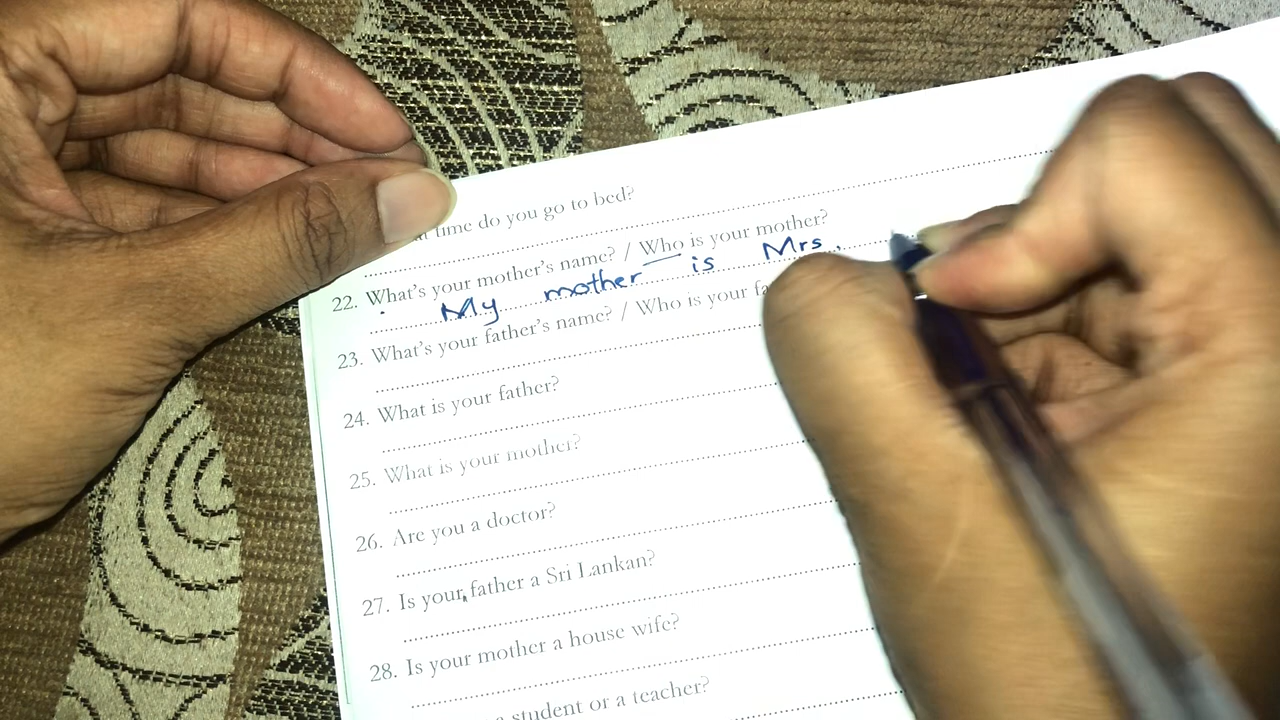 time do you go to bed?
22. What's your mother's name? / Who is your mother?
My mother is Mrs.
23. What's your father's name? / Who is your
24. What is your father?
25. What is your mother?
26. Are you a doctor?
27. Is your father a Sri Lankan?
28. Is your mother a house wife?
a student or a teacher?